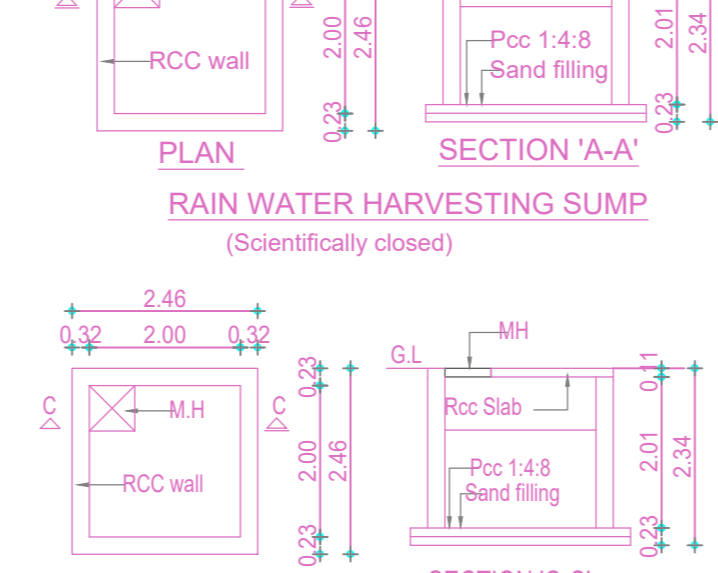 2.00
2.46
RCC wall
0.23
PLAN
2.01
2.34
Pcc 1:4:8
Sand filling
0.23
SECTION 'A-A'
RAIN WATER HARVESTING SUMP
(Scientifically closed)
2.46
0.32 2.00 0.32
C
M.H
C
RCC wall
0.23
2.00
2.46
0.23
MH
G.L
Rcc Slab
Pcc 1:4:8
Sand filling
0.11
2.01
2.34
0.23